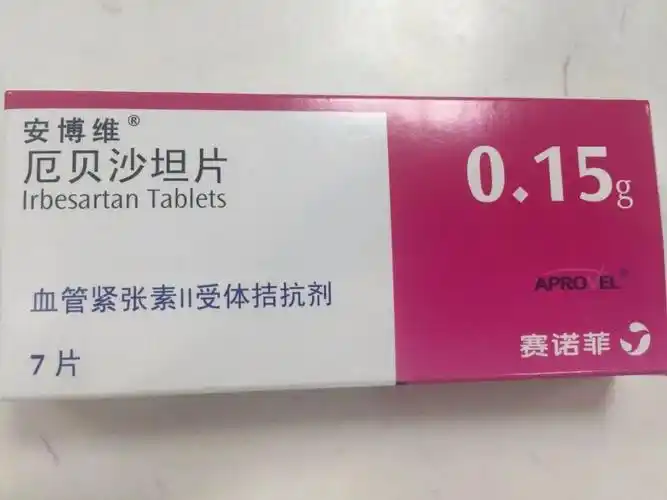 安博维®
厄贝沙坦片
Irbesartan Tablets
血管紧张素II受体拮抗剂
7片
0.15g
APROVEL®
赛诺菲